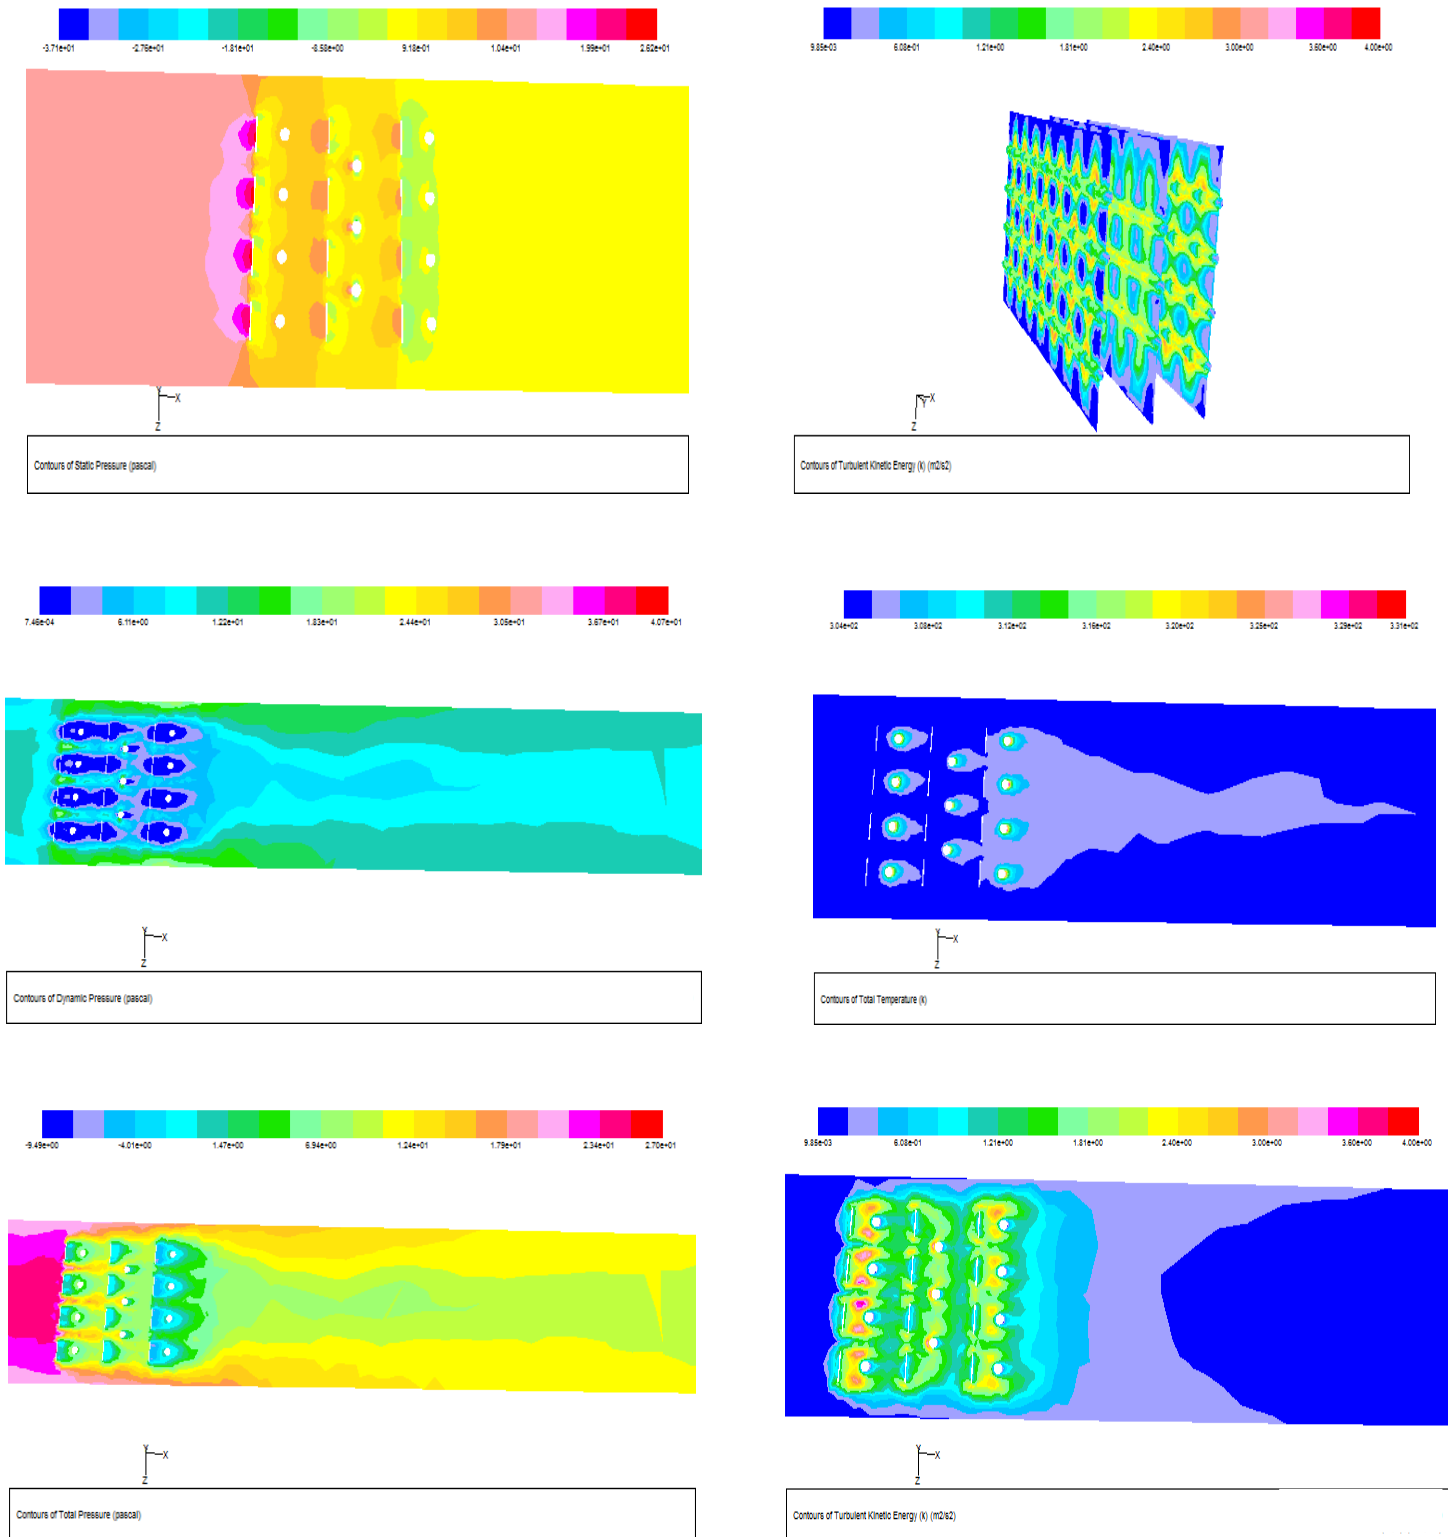 -3.71e+01 -2.76e+01 -1.81e+01 -8.58e+00 9.18e-01 1.04e+01 1.99e+01 2.62e+01
X
Z
Contours of Static Pressure (pascal)
9.85e-03 6.08e-01 1.21e+00 1.81e+00 2.40e+00 3.00e+00 3.60e+00 4.00e+00
X
Y
Z
Contours of Turbulent Kinetic Energy (k) (m2/s2)
7.46e-04 6.11e+00 1.22e+01 1.83e+01 2.44e+01 3.05e+01 3.67e+01 4.07e+01
Y
X
Z
Contours of Dynamic Pressure (pascal)
3.04e+02 3.08e+02 3.12e+02 3.16e+02 3.20e+02 3.25e+02 3.29e+02 3.31e+02
Y
X
Z
Contours of Total Temperature (k)
-9.49e+00 -4.01e+00 1.47e+00 6.94e+00 1.24e+01 1.79e+01 2.34e+01 2.70e+01
Y
X
Z
Contours of Total Pressure (pascal)
9.85e-03 6.08e-01 1.21e+00 1.81e+00 2.40e+00 3.00e+00 3.60e+00 4.00e+00
Y
X
Z
Contours of Turbulent Kinetic Energy (k) (m2/s2)